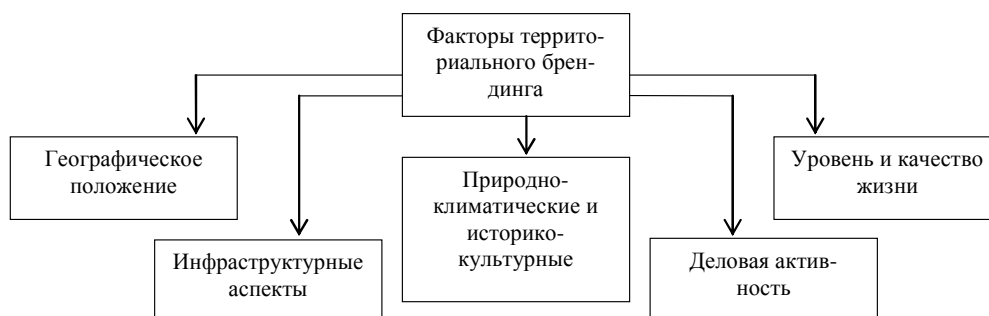 Факторы террито-
риального брен-
динга
Географическое
положение
Инфраструктурные
аспекты
Природно-
климатические и
историко-
культурные
Деловая актив-
ность
Уровень и качество
жизни